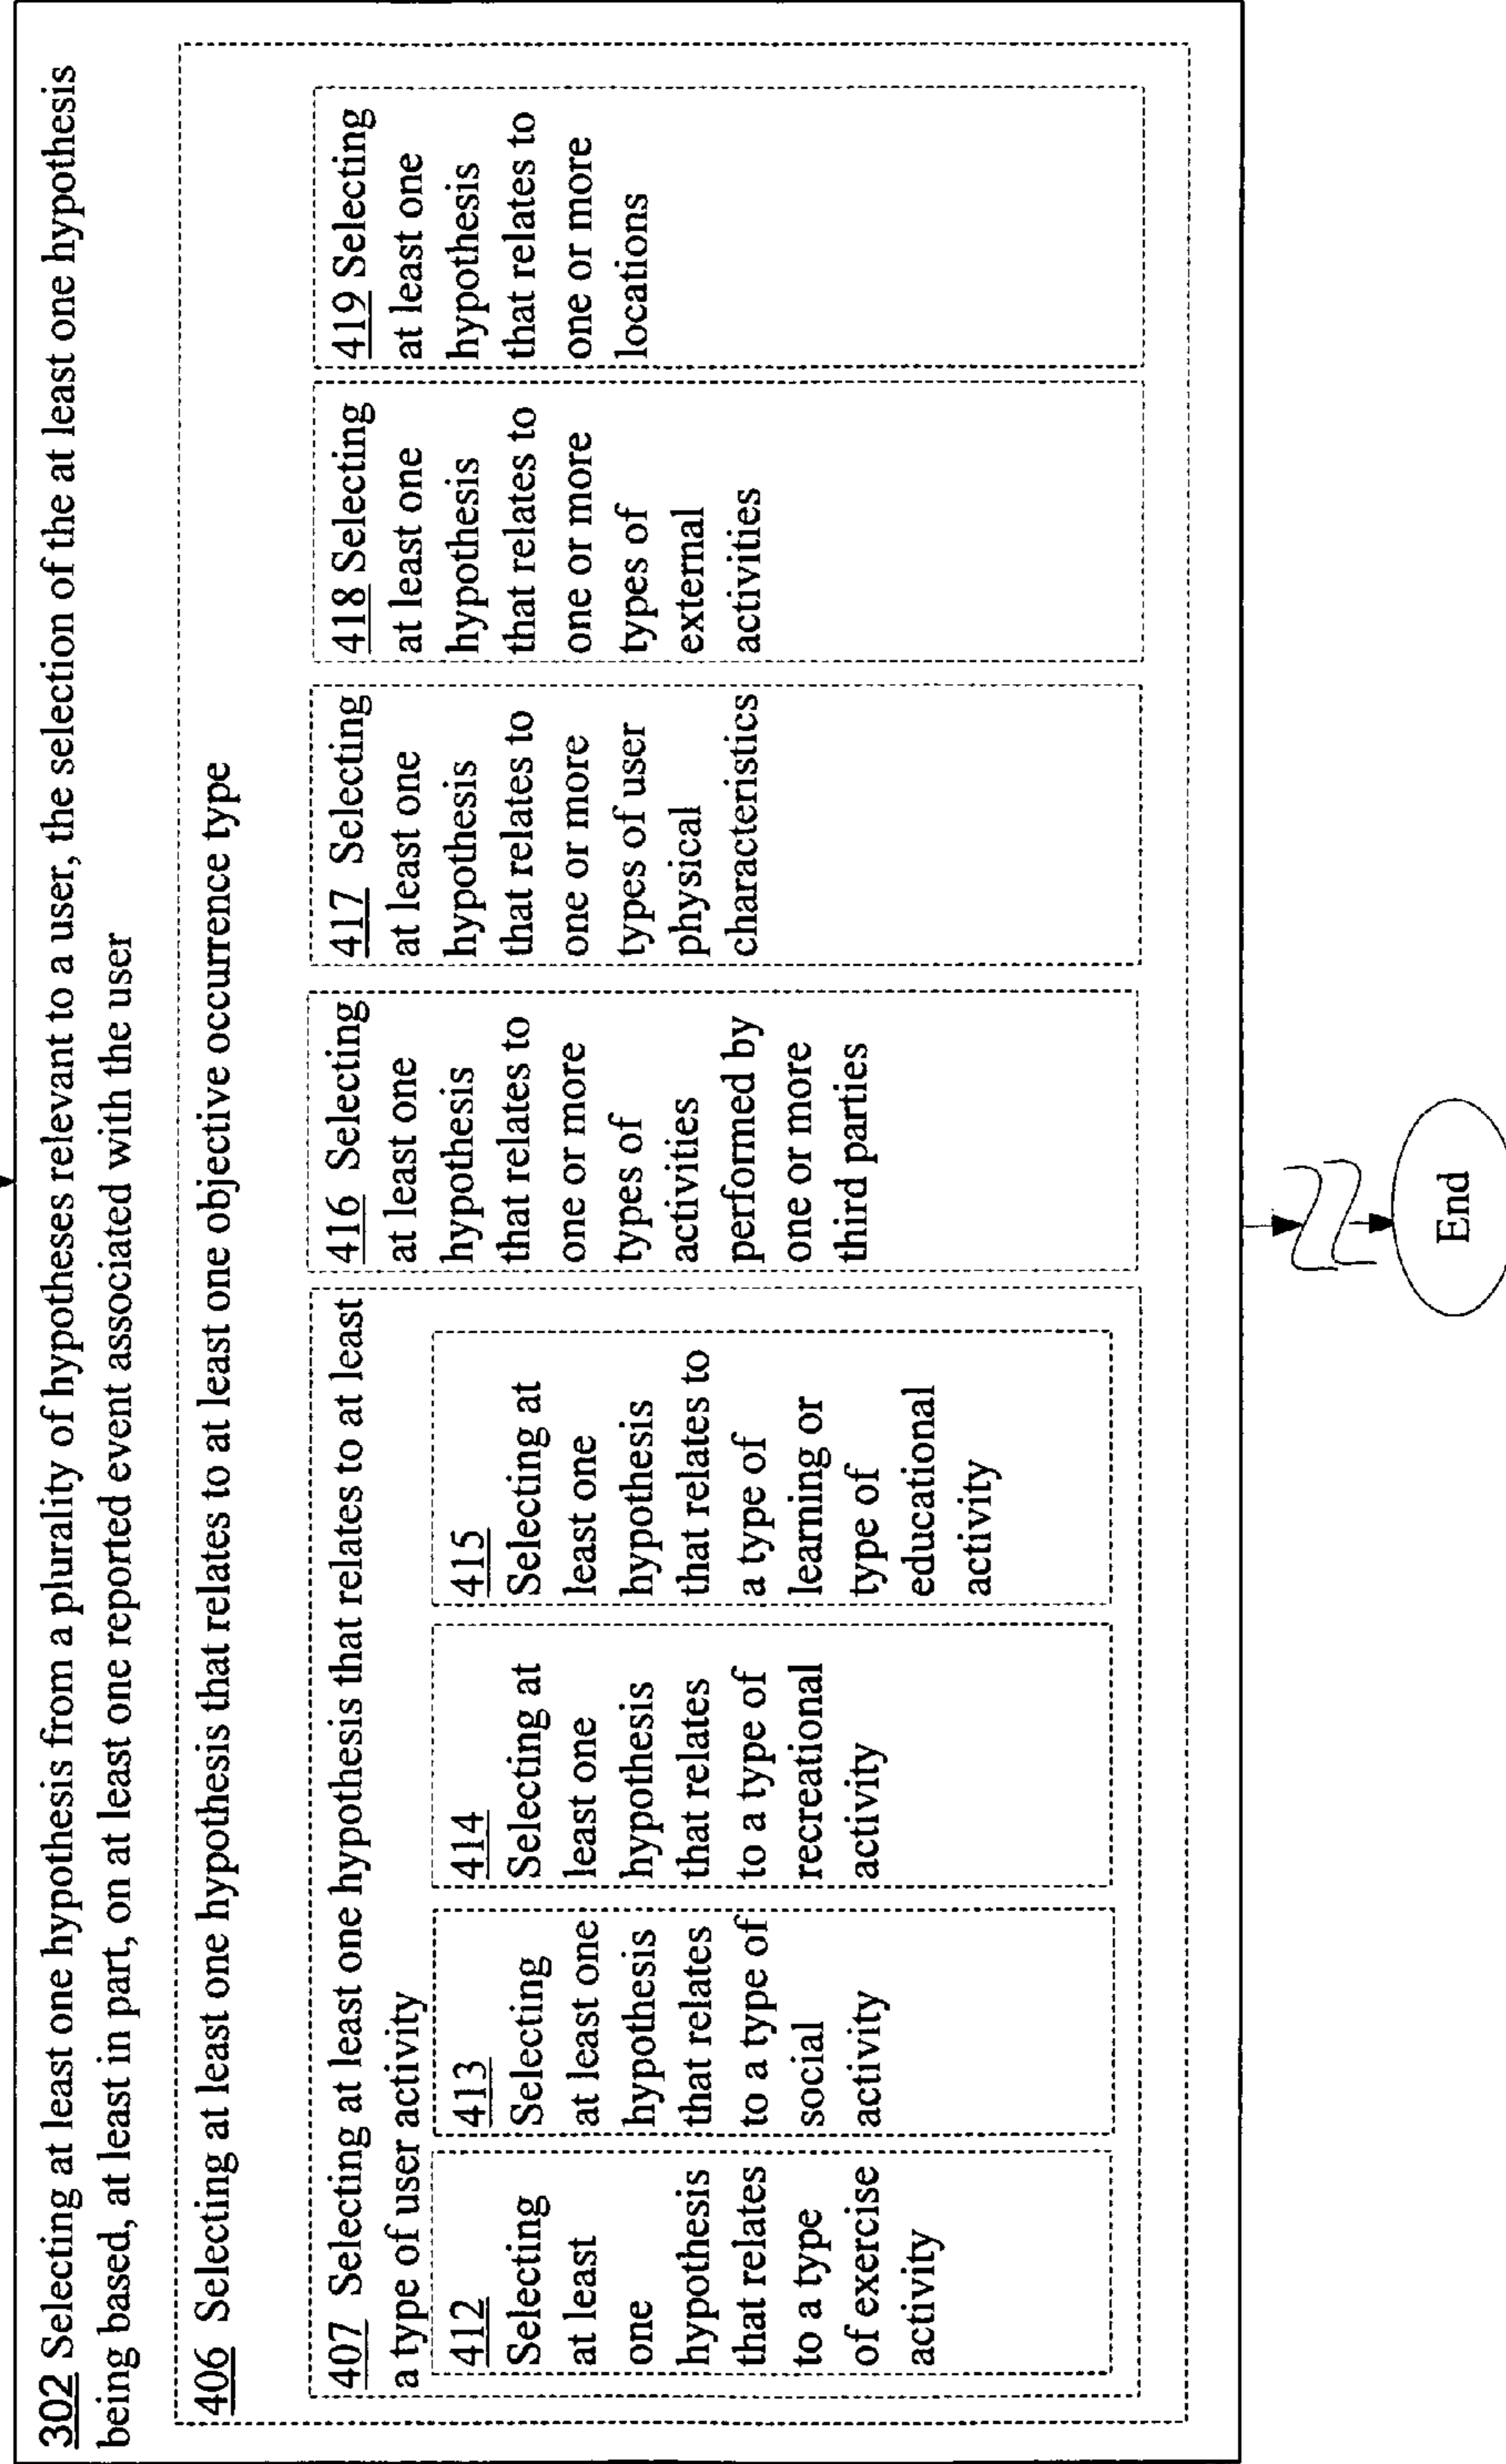 302 Selecting at least one hypothesis from a plurality of hypotheses relevant to a user, the selection of the at least one hypothesis
being based, at least in part, on at least one reported event associated with the user
406 Selecting at least one hypothesis that relates to at least one objective occurrence type
407 Selecting at least one hypothesis that relates to at least
a type of user activity
412
Selecting
at least
one
hypothesis
that relates
to a type
of exercise
activity
413
Selecting
at least one
hypothesis
that relates
to a type of
social
activity
414
Selecting at
least one
hypothesis
that relates
to a type of
recreational
activity
415
Selecting at
least one
hypothesis
that relates to
a type of
learning or
type of
educational
activity
416 Selecting
at least one
hypothesis
that relates to
one or more
types of
activities
performed by
one or more
third parties
417 Selecting
at least one
hypothesis
that relates to
one or more
types of user
physical
characteristics
418 Selecting
at least one
hypothesis
that relates to
one or more
types of
external
activities
419 Selecting
at least one
hypothesis
that relates to
one or more
locations
End